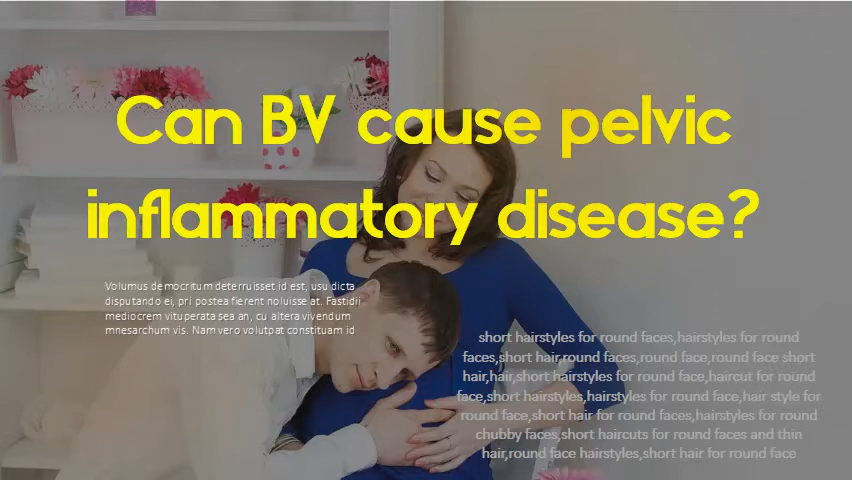 Can BV cause pelvic
inflammatory disease?
Volumus democritum deterruisset id est, usu dicta
disputando ei, pri postea fierent noluisse at. Fastidii
mediocrem vituperata sea an, cu altera vivendum
mnesarchum vis. Nam vero volutpat constituam id
short hairstyles for round faces,hairstyles for round
faces,short hair,round faces,round face,round face short
hair,hair,short hairstyles for round face,haircut for round
face,short hairstyles,hairstyles for round face,hair style for
round face,short hair for round faces,hairstyles for round
chubby faces,short haircuts for round faces and thin
hair,round face hairstyles,short hair for round face